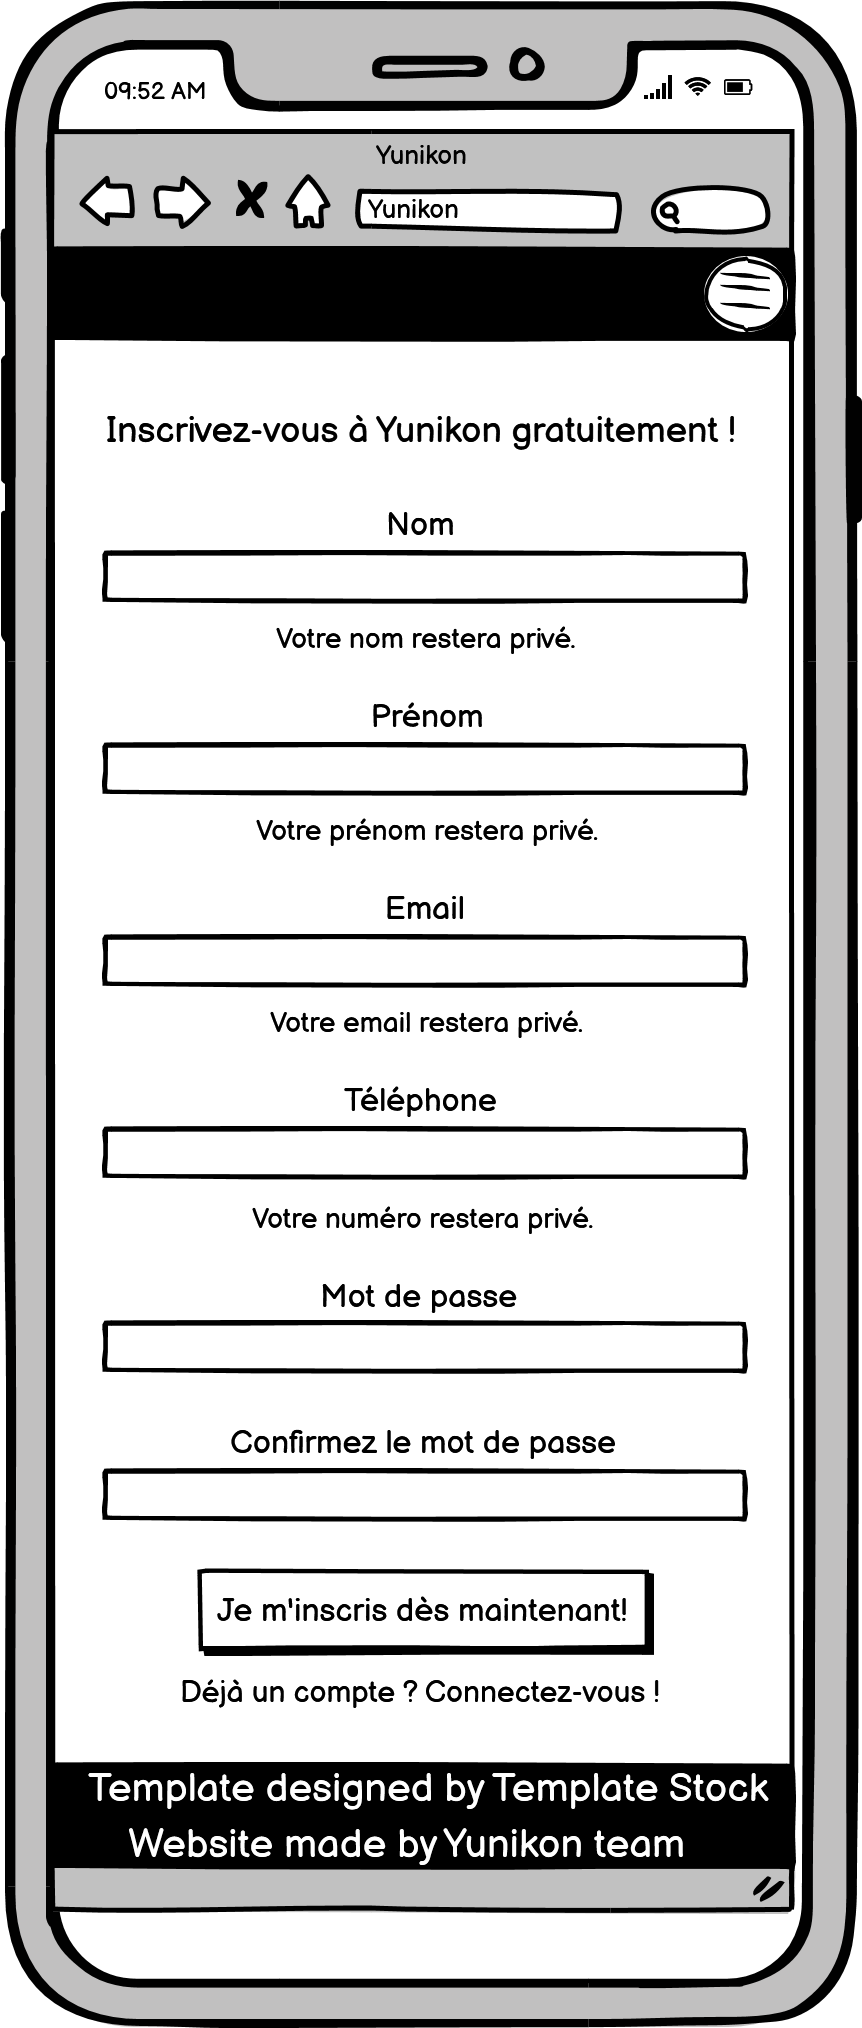 09:52 AM
Yunikon
Yunikon
Inscrivez-vous à Yunikon gratuitement !
Nom
Votre nom restera privé.
Prénom
Votre prénom restera privé.
Email
Votre email restera privé.
Téléphone
Votre numéro restera privé.
Mot de passe
Confirmez le mot de passe
Je m'inscris dès maintenant!
Déjà un compte ? Connectez-vous !
Template designed by Template Stock
Website made by Yunikon team